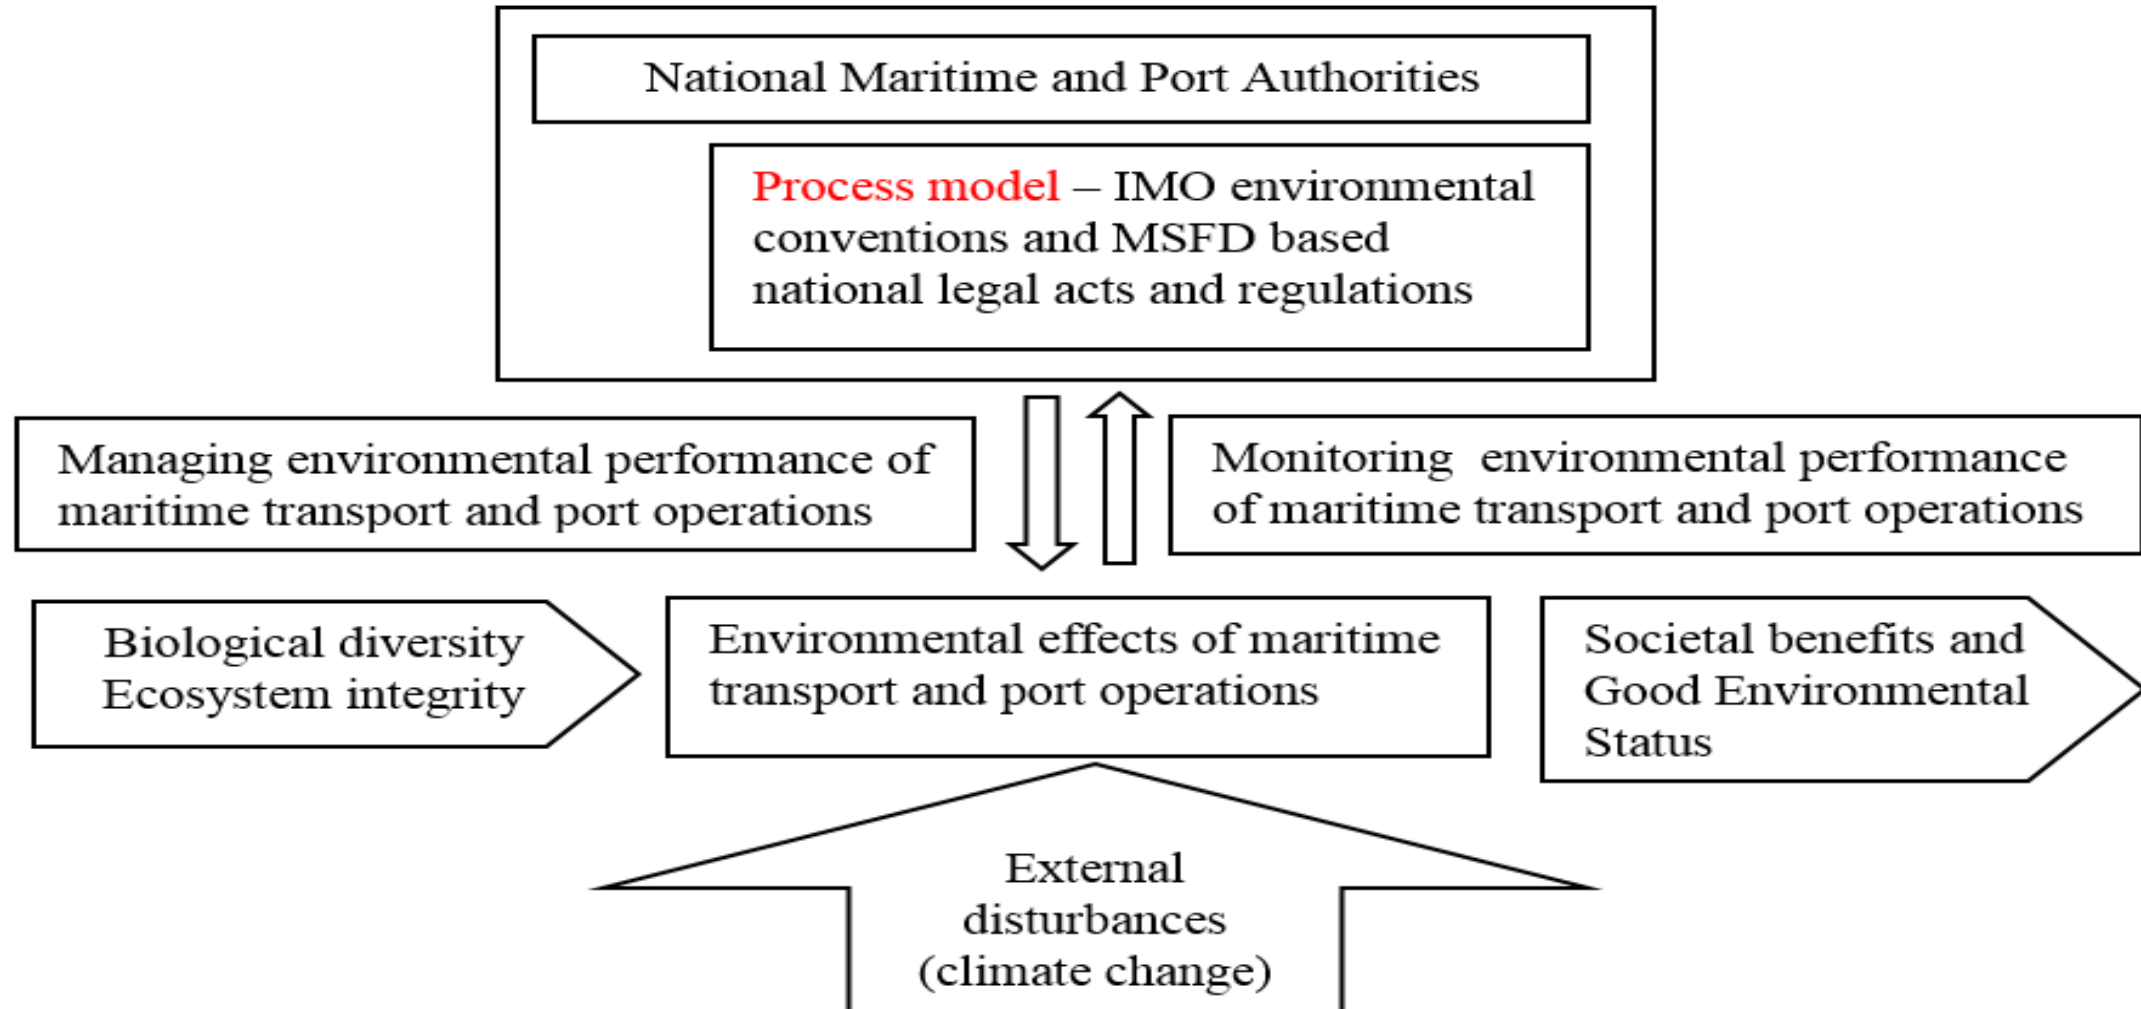 National Maritime and Port Authorities
Process model – IMO environmental
conventions and MSFD based
national legal acts and regulations
Managing environmental performance of
maritime transport and port operations
Monitoring  environmental performance
of maritime transport and port operations
Biological diversity
Ecosystem integrity
Environmental effects of maritime
transport and port operations
Societal benefits and
Good Environmental
Status
External
disturbances
(climate change)